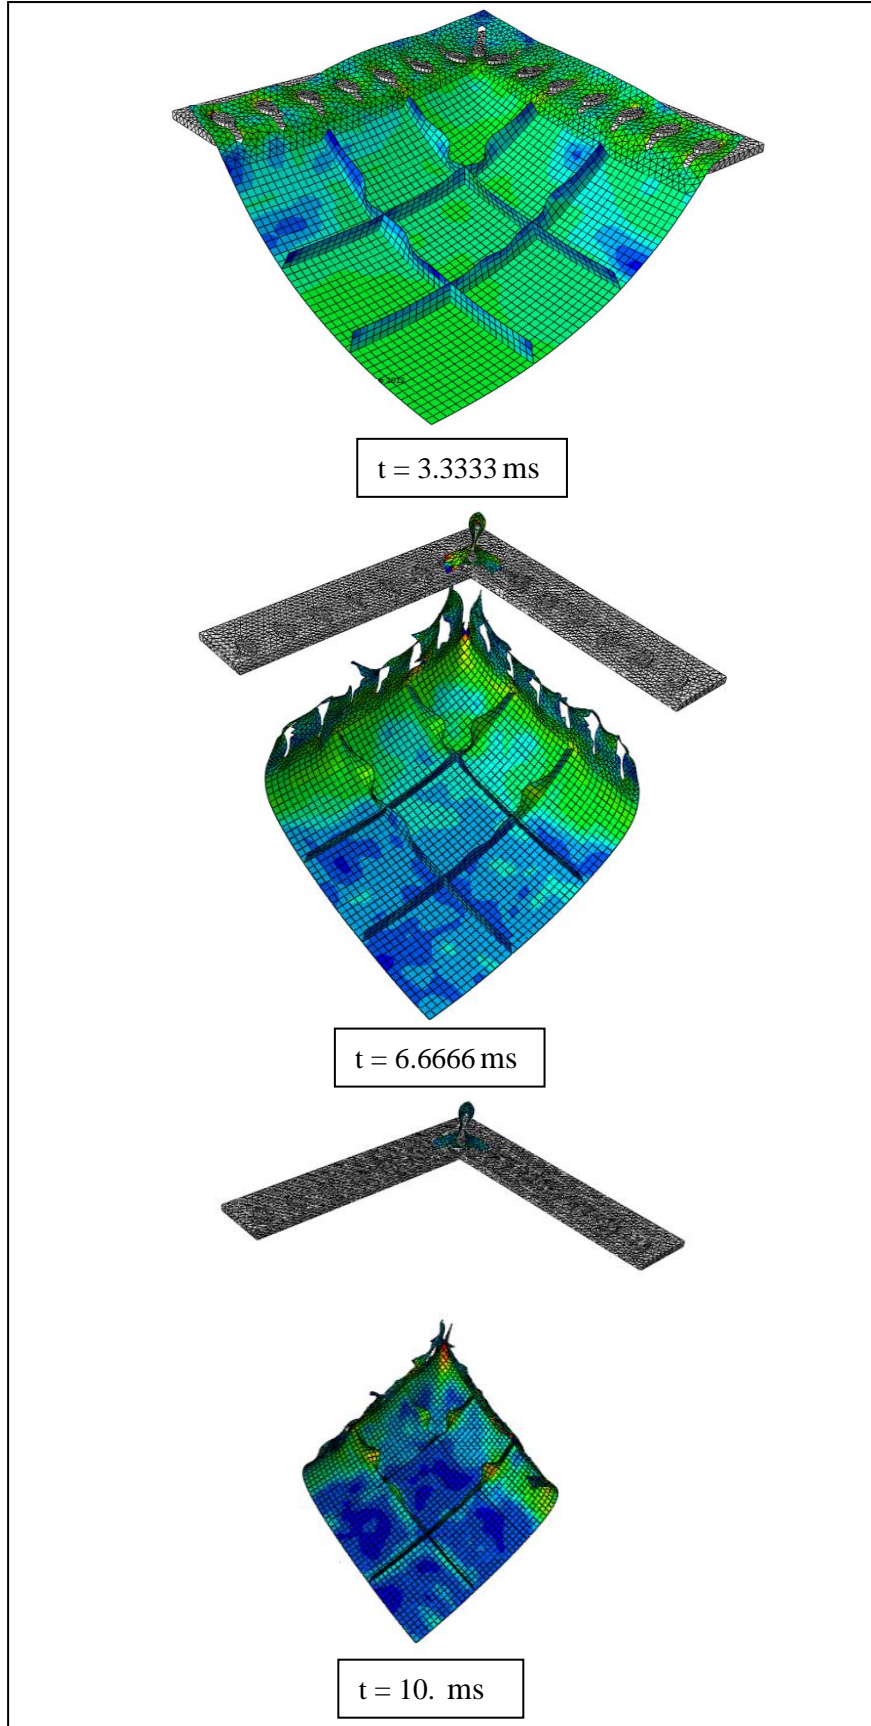 t = 3.3333 ms
t = 6.6666 ms
t = 10. ms